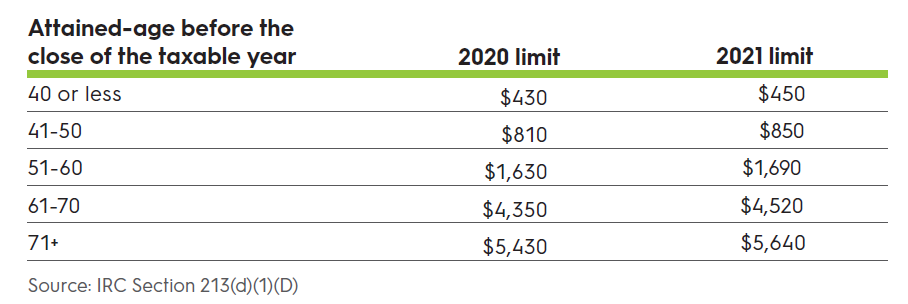 Attained-age before the
close of the taxable year 2020 limit 2021 limit
40 or less $430 $450
41-50 $810 $850
51-60 $1,630 $1,690
61-70 $4,350 $4,520
71+ $5,430 $5,640
Source: IRC Section 213(d)(1)(D)